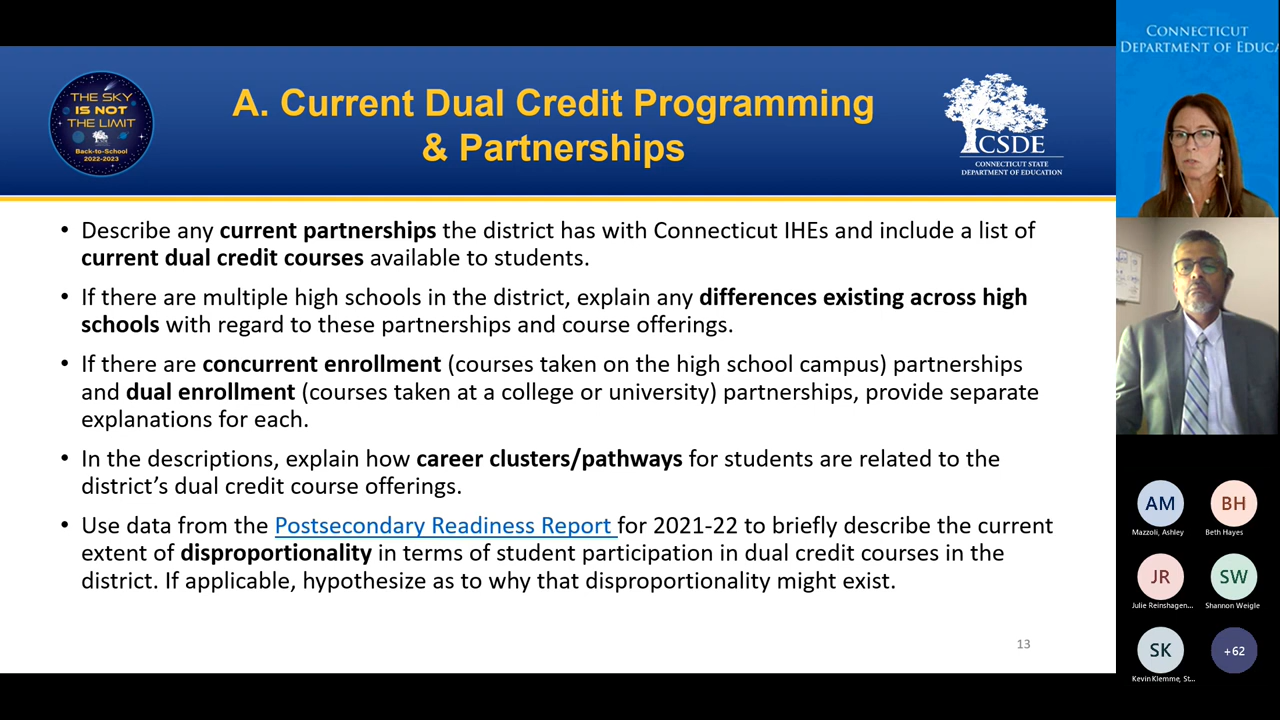 THE SKY
IS NOT
THE LIMIT
Back-to-School
2022-2023
A. Current Dual Credit Programming
& Partnerships
CSDE
CONNECTICUT STATE
DEPARTMENT OF EDUCATION
• Describe any current partnerships the district has with Connecticut IHEs and include a list of
current dual credit courses available to students.
• If there are multiple high schools in the district, explain any differences existing across high
schools with regard to these partnerships and course offerings.
• If there are concurrent enrollment (courses taken on the high school campus) partnerships
and dual enrollment (courses taken at a college or university) partnerships, provide separate
explanations for each.
• In the descriptions, explain how career clusters/pathways for students are related to the
district's dual credit course offerings.
• Use data from the Postsecondary Readiness Report for 2021-22 to briefly describe the current
extent of disproportionality in terms of student participation in dual credit courses in the
district. If applicable, hypothesize as to why that disproportionality might exist.
13
CONNECTICUT
DEPARTMENT OF EDUCA
AM
BH
Mazzoli, Ashley
Beth Hayes
JR
SW
Julie Reinshagen...
Shannon Weigle
SK
+62
KevinKlemme, St...